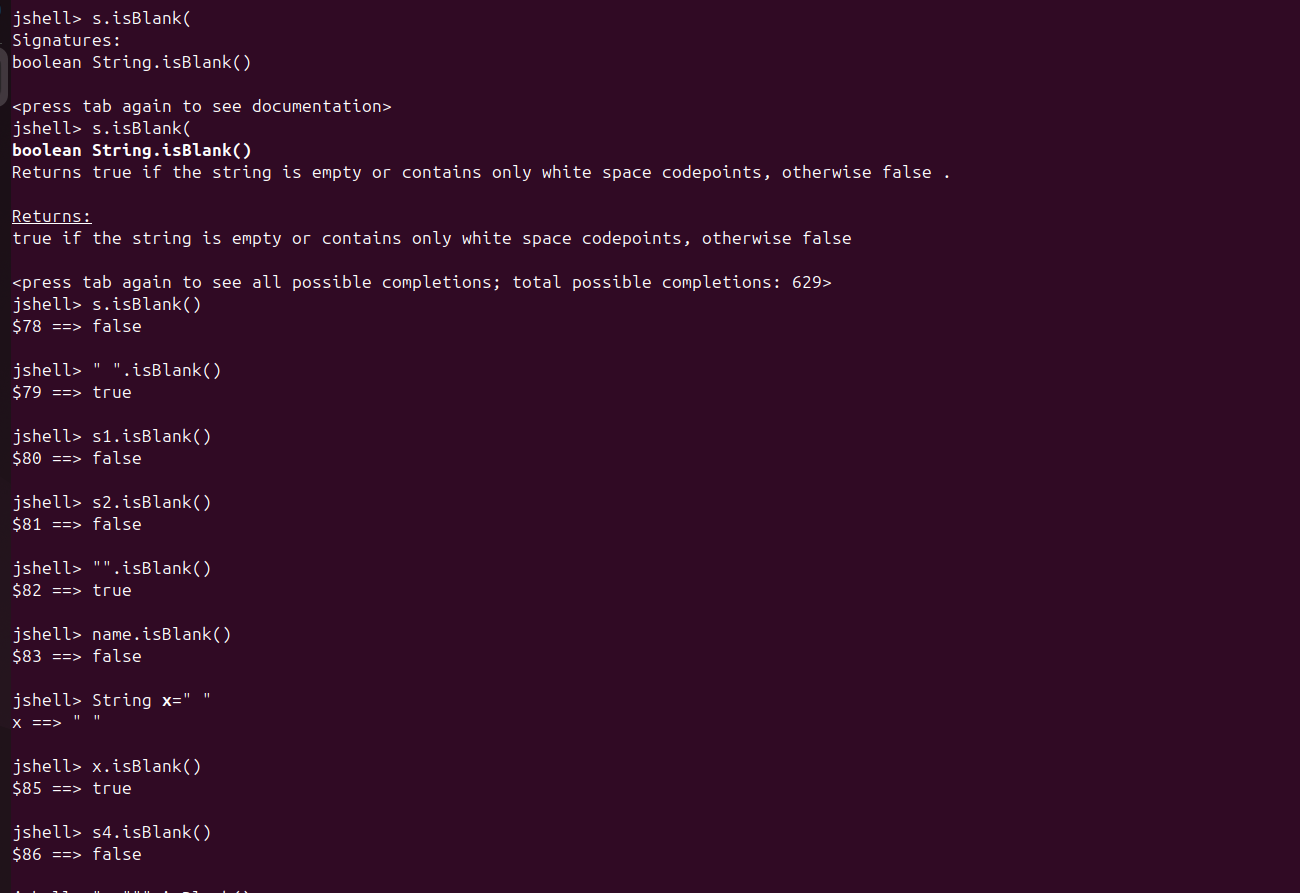 jshell> s.isBlank(
Signatures:
boolean String.isBlank()
<press tab again to see documentation>
jshell> s.isBlank(
boolean String.isBlank()
Returns true if the string is empty or contains only white space codepoints, otherwise false .
Returns:
true if the string is empty or contains only white space codepoints, otherwise false
<press tab again to see all possible completions; total possible completions: 629>
jshell> s.isBlank()
$78 ==> false
jshell> " ".isBlank()
$79 ==> true
jshell> s1.isBlank()
$80 ==> false
jshell> s2.isBlank()
$81 ==> false
jshell> "".isBlank()
$82 ==> true
jshell> name.isBlank()
$83 ==> false
jshell> String x=" "
x ==> " "
jshell> x.isBlank()
$85 ==> true
jshell> s4.isBlank()
$86 ==> false